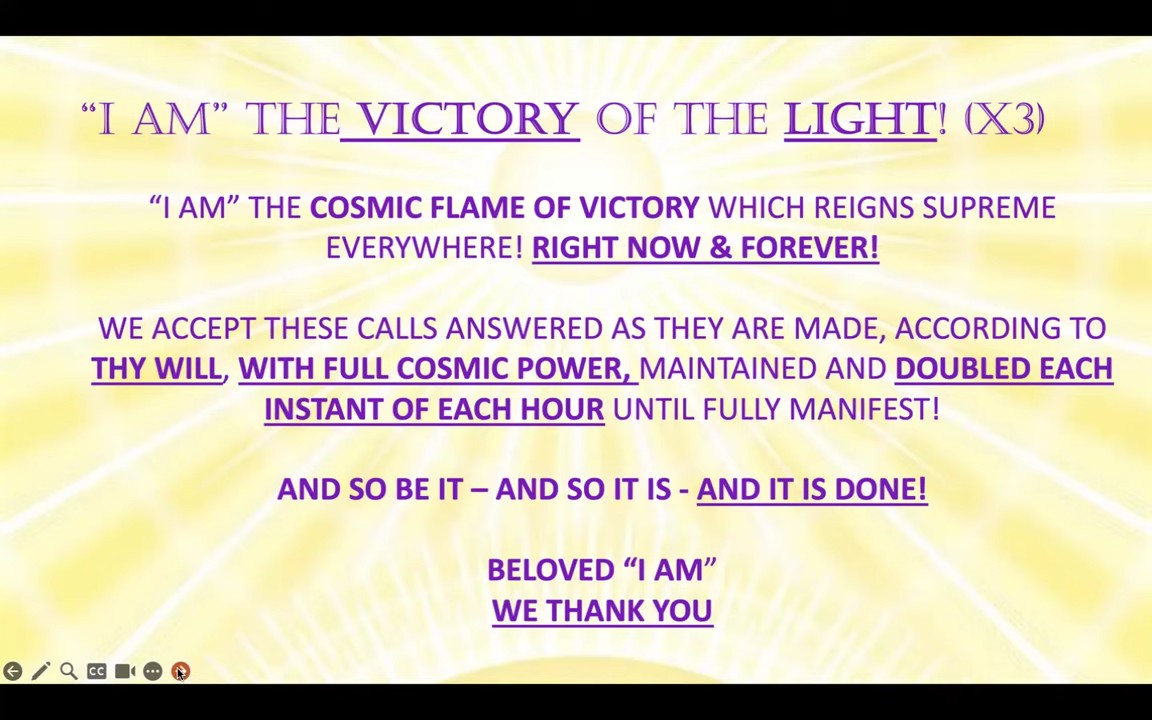 “I AM” THE VICTORY OF THE LIGHT! (X3)
“I AM” THE COSMIC FLAME OF VICTORY WHICH REIGNS SUPREME
EVERYWHERE! RIGHT NOW & FOREVER!
WE ACCEPT THESE CALLS ANSWERED AS THEY ARE MADE, ACCORDING TO
THY WILL, WITH FULL COSMIC POWER, MAINTAINED AND DOUBLED EACH
INSTANT OF EACH HOUR UNTIL FULLY MANIFEST!
AND SO BE IT – AND SO IT IS - AND IT IS DONE!
BELOVED “I AM”
WE THANK YOU
CC